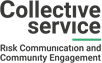 Collective
service
Risk Communication and
Community Engagement